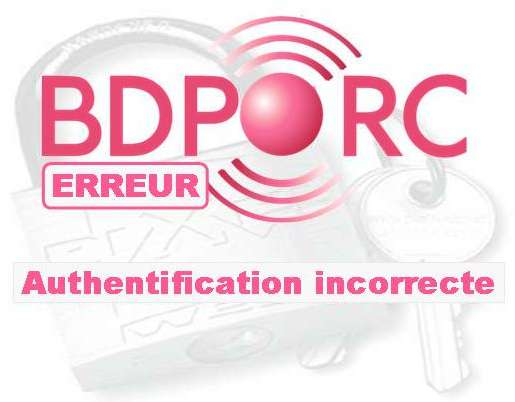 BDPORC
ERREUR
Authentification incorrecte